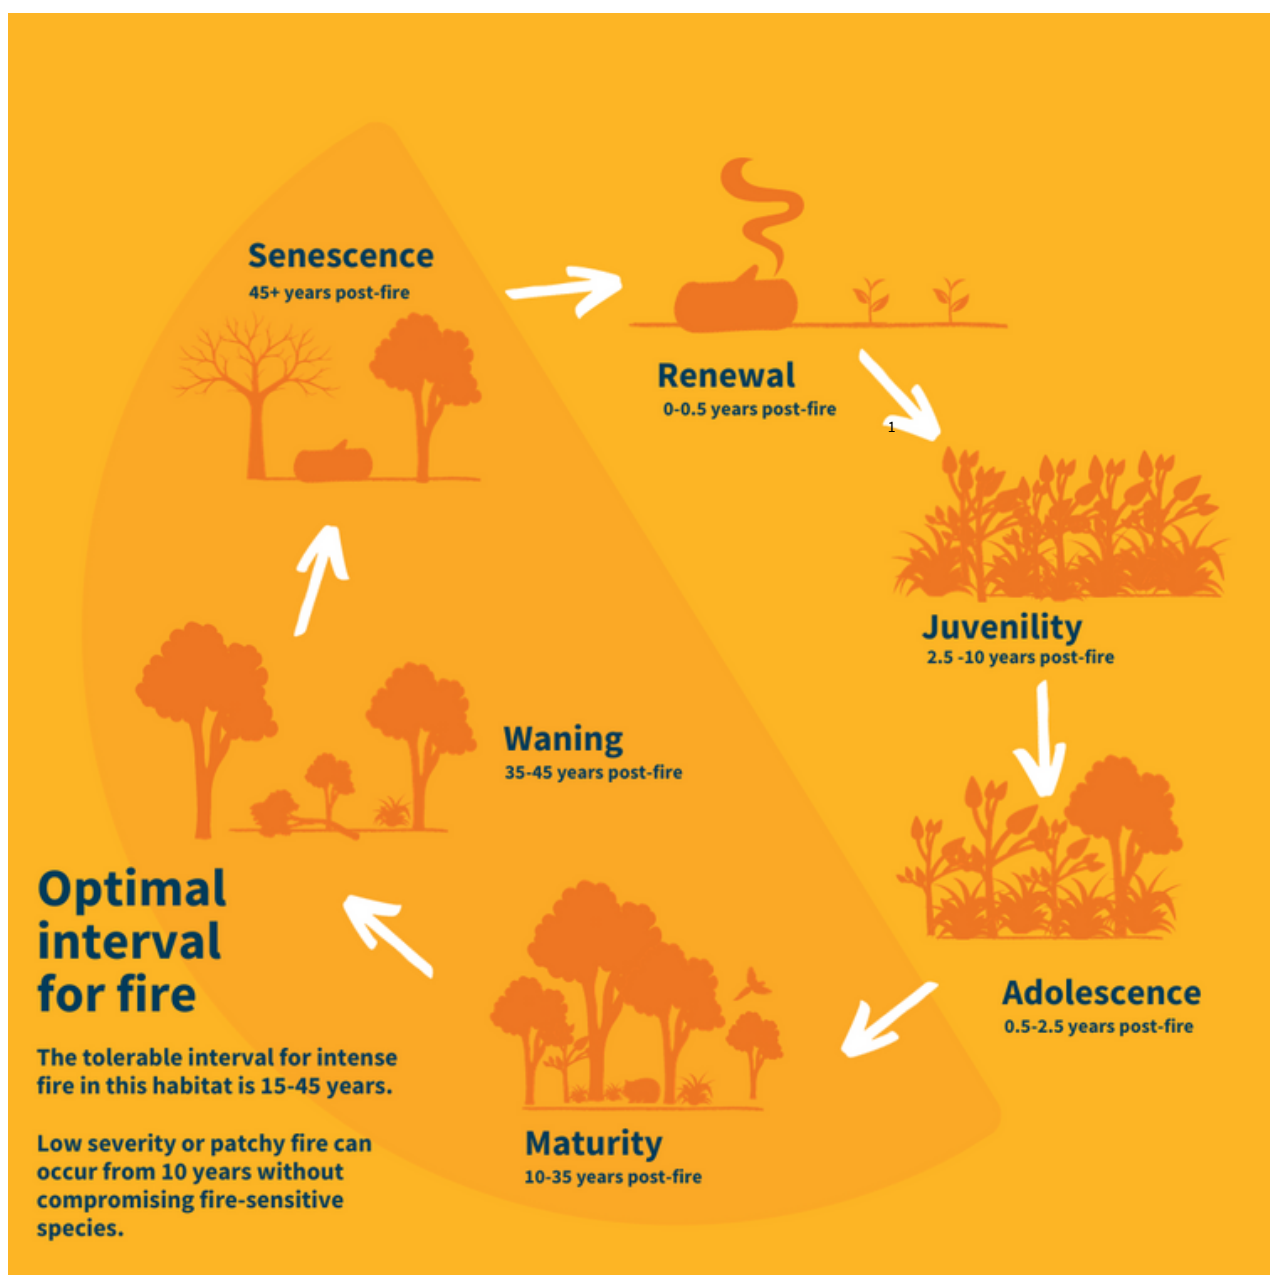 Senescence
45+ years post-fire
Renewal
0-0.5 years post-fire
1
Juvenility
2.5 -10 years post-fire
Waning
35-45 years post-fire
Adolescence
0.5-2.5 years post-fire
Maturity
10-35 years post-fire
Optimal
interval
for fire
The tolerable interval for intense
fire in this habitat is 15-45 years.
Low severity or patchy fire can
occur from 10 years without
compromising fire-sensitive
species.